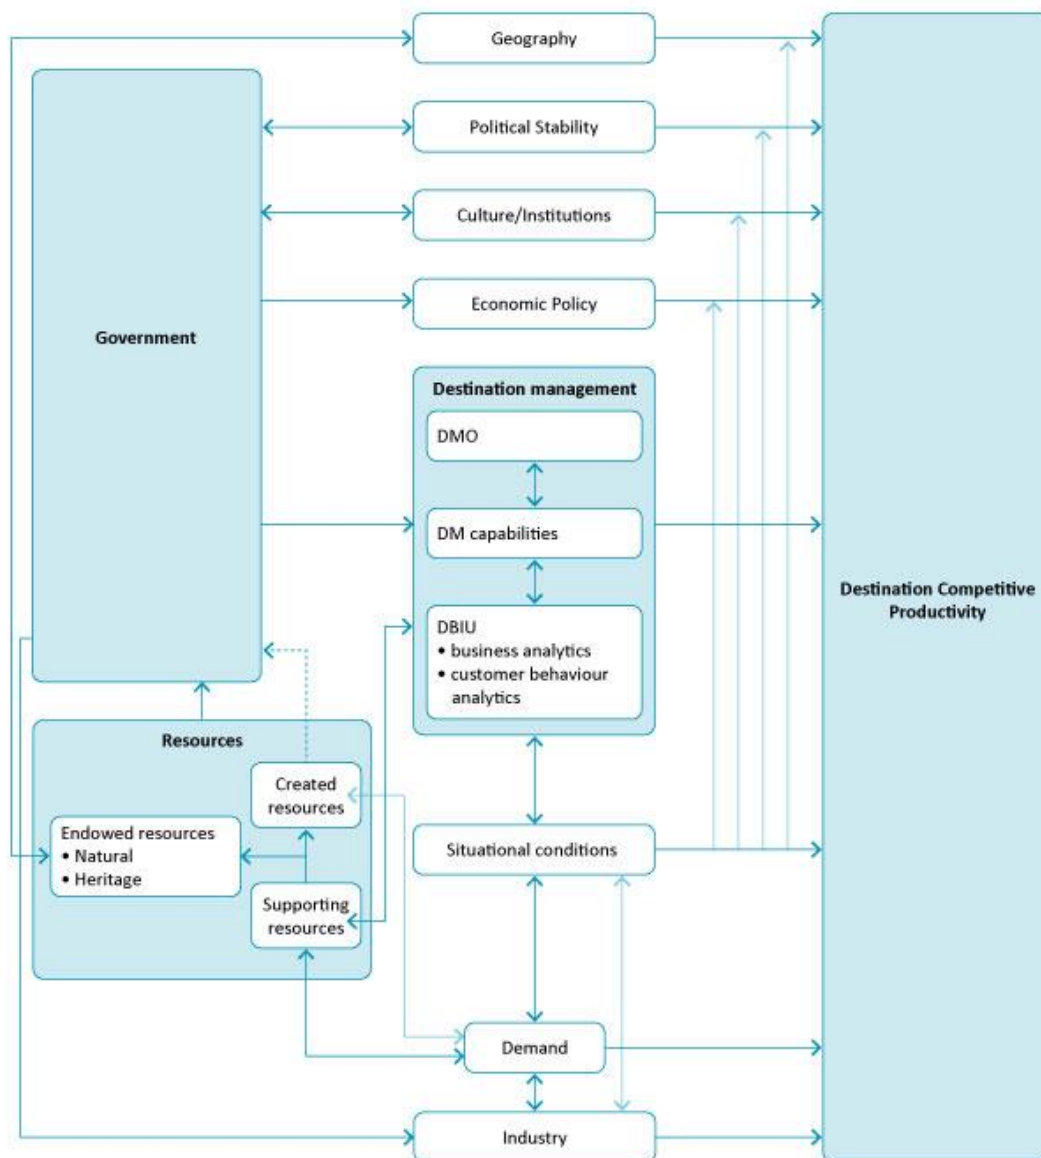 Geography
Political Stability
Culture/Institutions
Economic Policy
Government
Destination management
DMO
DM capabilities
DBIU
• business analytics
• customer behaviour
analytics
Destination Competitive
Productivity
Resources
Created
resources
Endowed resources
• Natural
• Heritage
Supporting
resources
Situational conditions
Demand
Industry